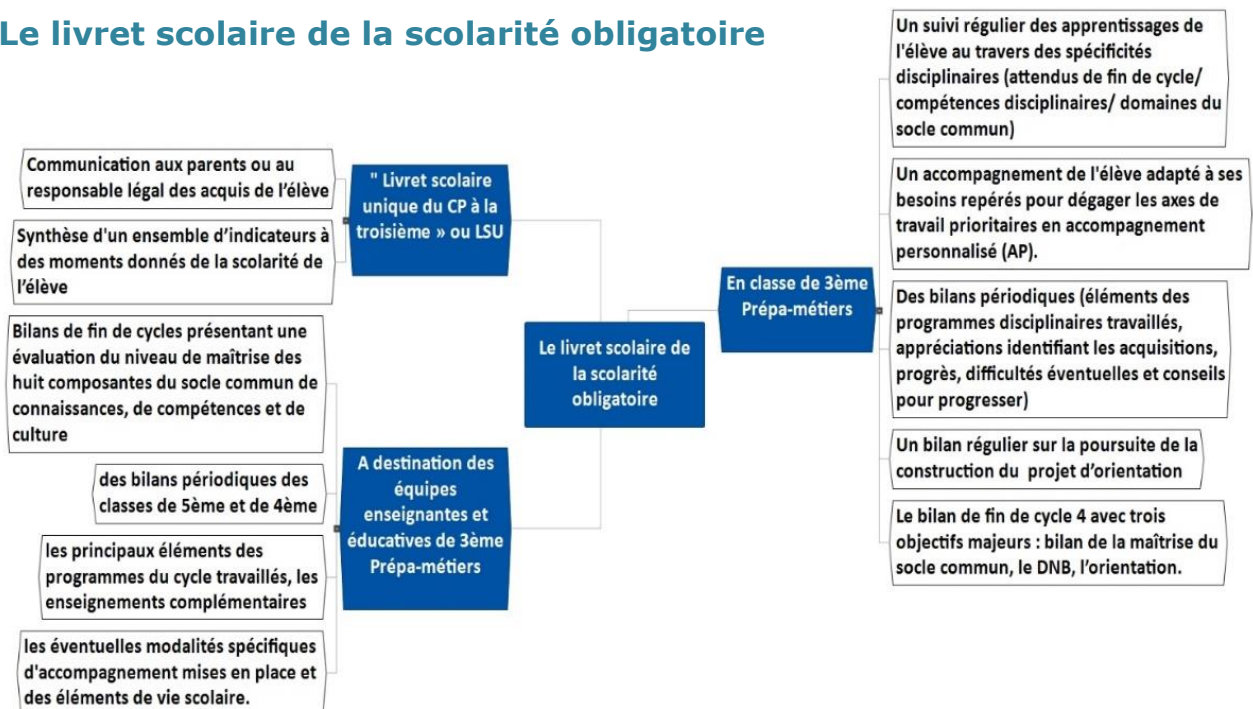 Le livret scolaire de la scolarité obligatoire
Communication aux parents ou au
responsable légal des acquis de l’élève
Synthèse d'un ensemble d’indicateurs à
des moments donnés de la scolarité de
l’élève
" Livret scolaire
unique du CP à la
troisième » ou LSU
Bilans de fin de cycles présentant une
évaluation du niveau de maîtrise des
huit composantes du socle commun de
connaissances, de compétences et de
culture
des bilans périodiques des
classes de 5ème et de 4ème
les principaux éléments des
programmes du cycle travaillés, les
enseignements complémentaires
les éventuelles modalités spécifiques
d'accompagnement mises en place et
des éléments de vie scolaire.
A destination des
équipes
enseignantes et
éducatives de 3ème
Prépa-métiers
Le livret scolaire de
la scolarité
obligatoire
En classe de 3ème
Prépa-métiers
Un suivi régulier des apprentissages de
l'élève au travers des spécificités
disciplinaires (attendus de fin de cycle/
compétences disciplinaires/ domaines du
socle commun)
Un accompagnement de l'élève adapté à ses
besoins repérés pour dégager les axes de
travail prioritaires en accompagnement
personnalisé (AP).
Des bilans périodiques (éléments des
programmes disciplinaires travaillés,
appréciations identifiant les acquisitions,
progrès, difficultés éventuelles et conseils
pour progresser)
Un bilan régulier sur la poursuite de la
construction du projet d’orientation
Le bilan de fin de cycle 4 avec trois
objectifs majeurs : bilan de la maîtrise du
socle commun, le DNB, l’orientation.